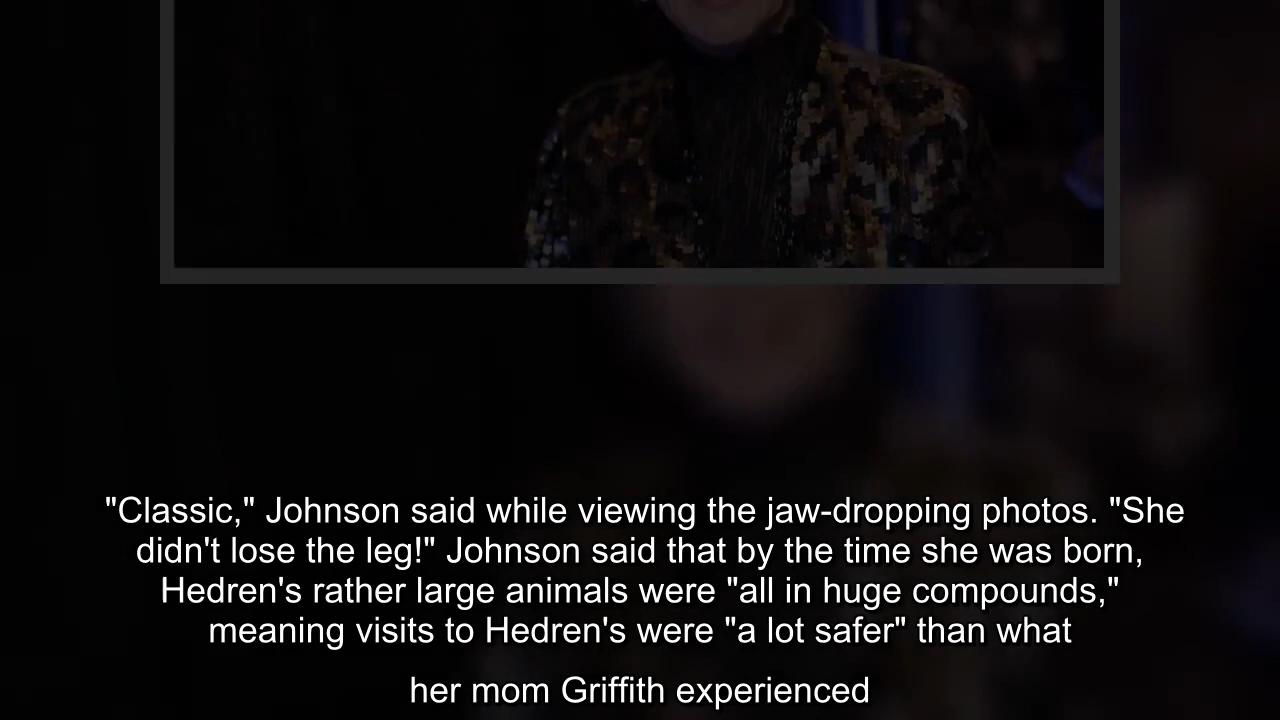 "Classic," Johnson said while viewing the jaw-dropping photos. "She
didn't lose the leg!" Johnson said that by the time she was born,
Hedren's rather large animals were "all in huge compounds,"
meaning visits to Hedren's were "a lot safer" than what
her mom Griffith experienced